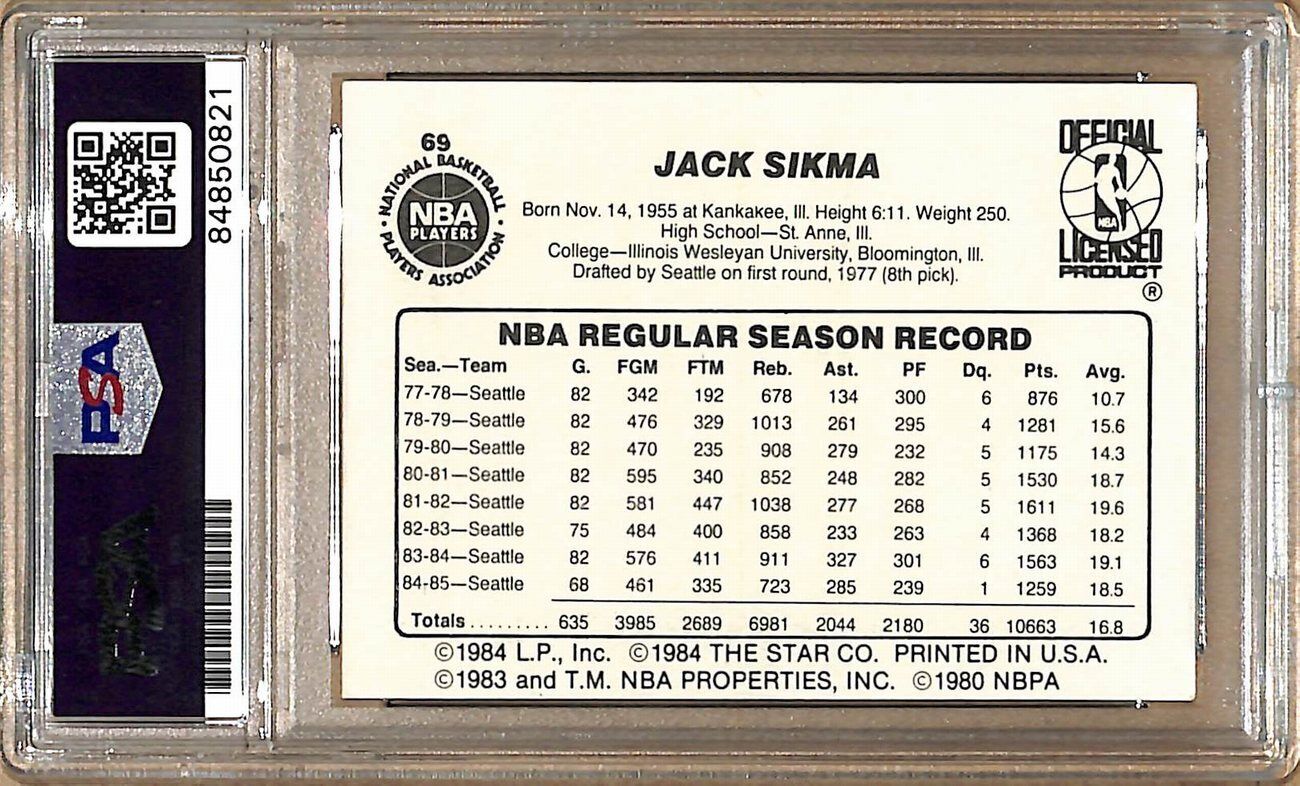 84850821
PSA
69
NATIONAL BASKETBALL
NBA
PLAYERS
PLAYERS ASSOCIATION
JACK SIKMA
Born Nov. 14, 1955 at Kankakee, Ill. Height 6:11. Weight 250.
High School—St. Anne, Ill.
College—Illinois Wesleyan University, Bloomington, Ill.
Drafted by Seattle on first round, 1977 (8th pick).
OFFICIAL
NBA
LICENSED
PRODUCT
®
NBA REGULAR SEASON RECORD
Sea.—Team G. FGM FTM Reb. Ast. PF Dq. Pts. Avg.
77-78—Seattle 82 342 192 678 134 300 6 876 10.7
78-79—Seattle 82 476 329 1013 261 295 4 1281 15.6
79-80—Seattle 82 470 235 908 279 232 5 1175 14.3
80-81—Seattle 82 595 340 852 248 282 5 1530 18.7
81-82—Seattle 82 581 447 1038 277 268 5 1611 19.6
82-83—Seattle 75 484 400 858 233 263 4 1368 18.2
83-84—Seattle 82 576 411 911 327 301 6 1563 19.1
84-85—Seattle 68 461 335 723 285 239 1 1259 18.5
Totals ......... 635 3985 2689 6981 2044 2180 36 10663 16.8
©1984 L.P., Inc. ©1984 THE STAR CO. PRINTED IN U.S.A.
©1983 and T.M. NBA PROPERTIES, INC. ©1980 NBPA